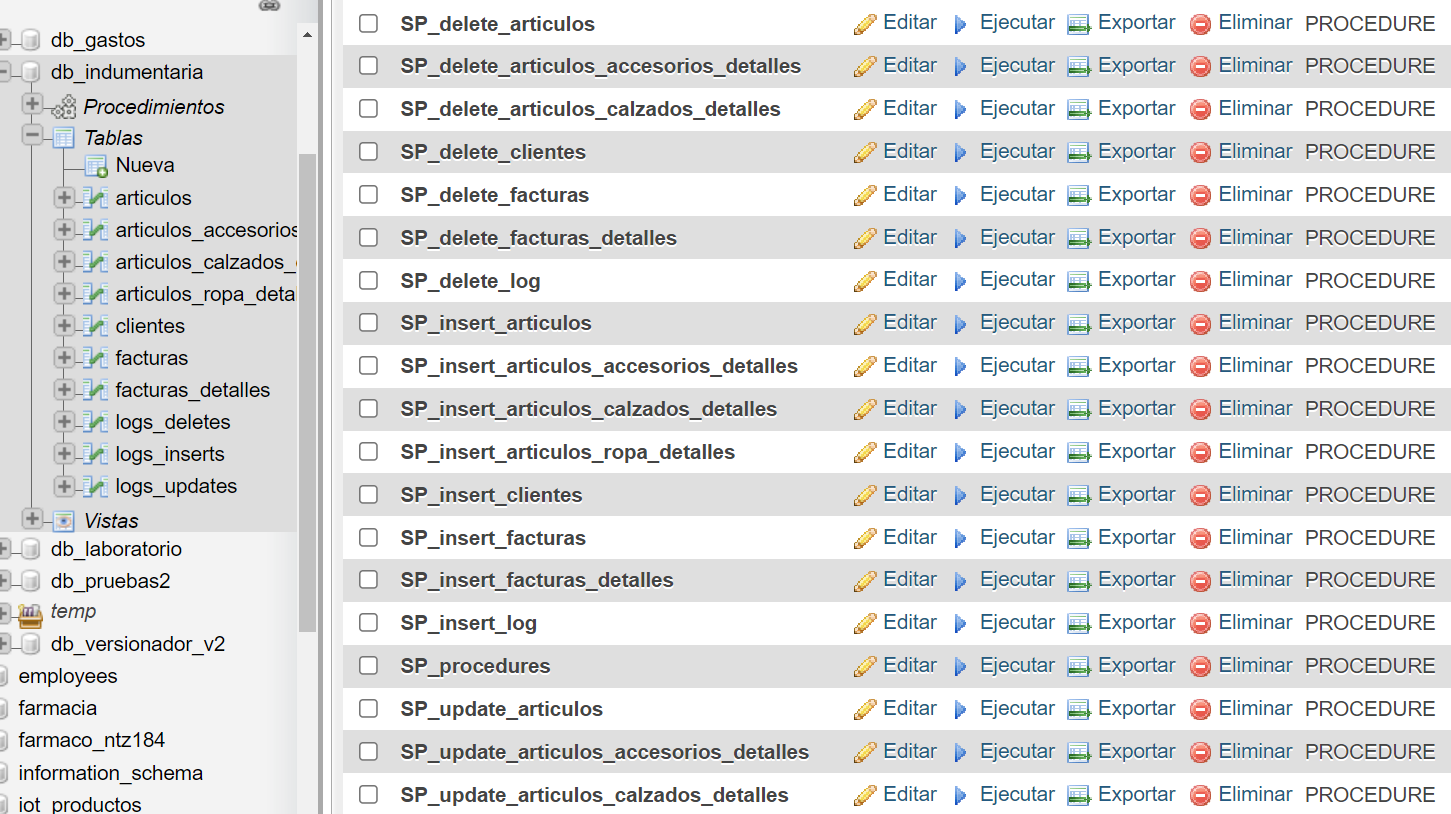 db_gastos
db_indumentaria
Procedimientos
Tablas
Nueva
articulos
articulos_accesorios
articulos_calzados_
articulos_ropa_detal
clientes
facturas
facturas_detalles
logs_deletes
logs_inserts
logs_updates
Vistas
db_laboratorio
db_pruebas2
temp
db_versionador_v2
employees
farmacia
farmaco_ntz184
information_schema
iot_productos
SP_delete_articulos Editar Ejecutar Exportar Eliminar PROCEDURE
SP_delete_articulos_accesorios_detalles Editar Ejecutar Exportar Eliminar PROCEDURE
SP_delete_articulos_calzados_detalles Editar Ejecutar Exportar Eliminar PROCEDURE
SP_delete_clientes Editar Ejecutar Exportar Eliminar PROCEDURE
SP_delete_facturas Editar Ejecutar Exportar Eliminar PROCEDURE
SP_delete_facturas_detalles Editar Ejecutar Exportar Eliminar PROCEDURE
SP_delete_log Editar Ejecutar Exportar Eliminar PROCEDURE
SP_insert_articulos Editar Ejecutar Exportar Eliminar PROCEDURE
SP_insert_articulos_accesorios_detalles Editar Ejecutar Exportar Eliminar PROCEDURE
SP_insert_articulos_calzados_detalles Editar Ejecutar Exportar Eliminar PROCEDURE
SP_insert_articulos_ropa_detalles Editar Ejecutar Exportar Eliminar PROCEDURE
SP_insert_clientes Editar Ejecutar Exportar Eliminar PROCEDURE
SP_insert_facturas Editar Ejecutar Exportar Eliminar PROCEDURE
SP_insert_facturas_detalles Editar Ejecutar Exportar Eliminar PROCEDURE
SP_insert_log Editar Ejecutar Exportar Eliminar PROCEDURE
SP_procedures Editar Ejecutar Exportar Eliminar PROCEDURE
SP_update_articulos Editar Ejecutar Exportar Eliminar PROCEDURE
SP_update_articulos_accesorios_detalles Editar Ejecutar Exportar Eliminar PROCEDURE
SP_update_articulos_calzados_detalles Editar Ejecutar Exportar Eliminar PROCEDURE